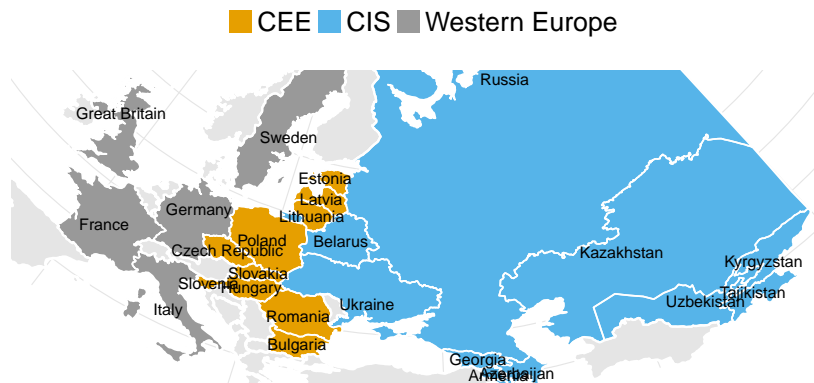 CEE CIS Western Europe
Russia
Great Britain
Sweden
Estonia
Latvia
Lithuania
Germany
France
Poland
Belarus
Czech Republic
Kazakhstan
Kyrgyzstan
Slovakia
Slovenia
Hungary
Tajikistan
Uzbekistan
Ukraine
Italy
Romania
Bulgaria
Georgia
Azerbaijan
Armenia